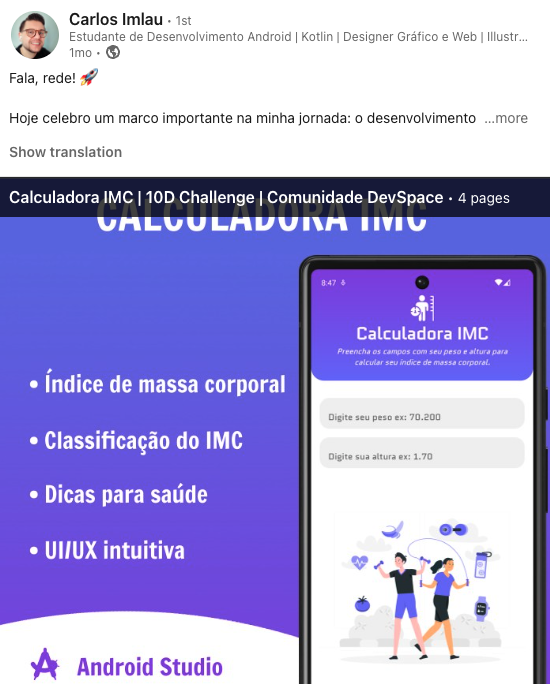 Carlos Imlau • 1st
Estudante de Desenvolvimento Android | Kotlin | Designer Gráfico e Web | Illustr...
1mo •
Fala, rede! 🚀
Hoje celebro um marco importante na minha jornada: o desenvolvimento ...more
Show translation
Calculadora IMC | 10D Challenge | Comunidade DevSpace • 4 pages
CALCULADORA IMC
• Índice de massa corporal
• Classificação do IMC
• Dicas para saúde
• UI/UX intuitiva
Android Studio
8:47
Calculadora IMC
Preencha os campos com seu peso e altura para
calcular seu índice de massa corporal.
Digite seu peso ex: 70.200
Digite sua altura ex: 1.70